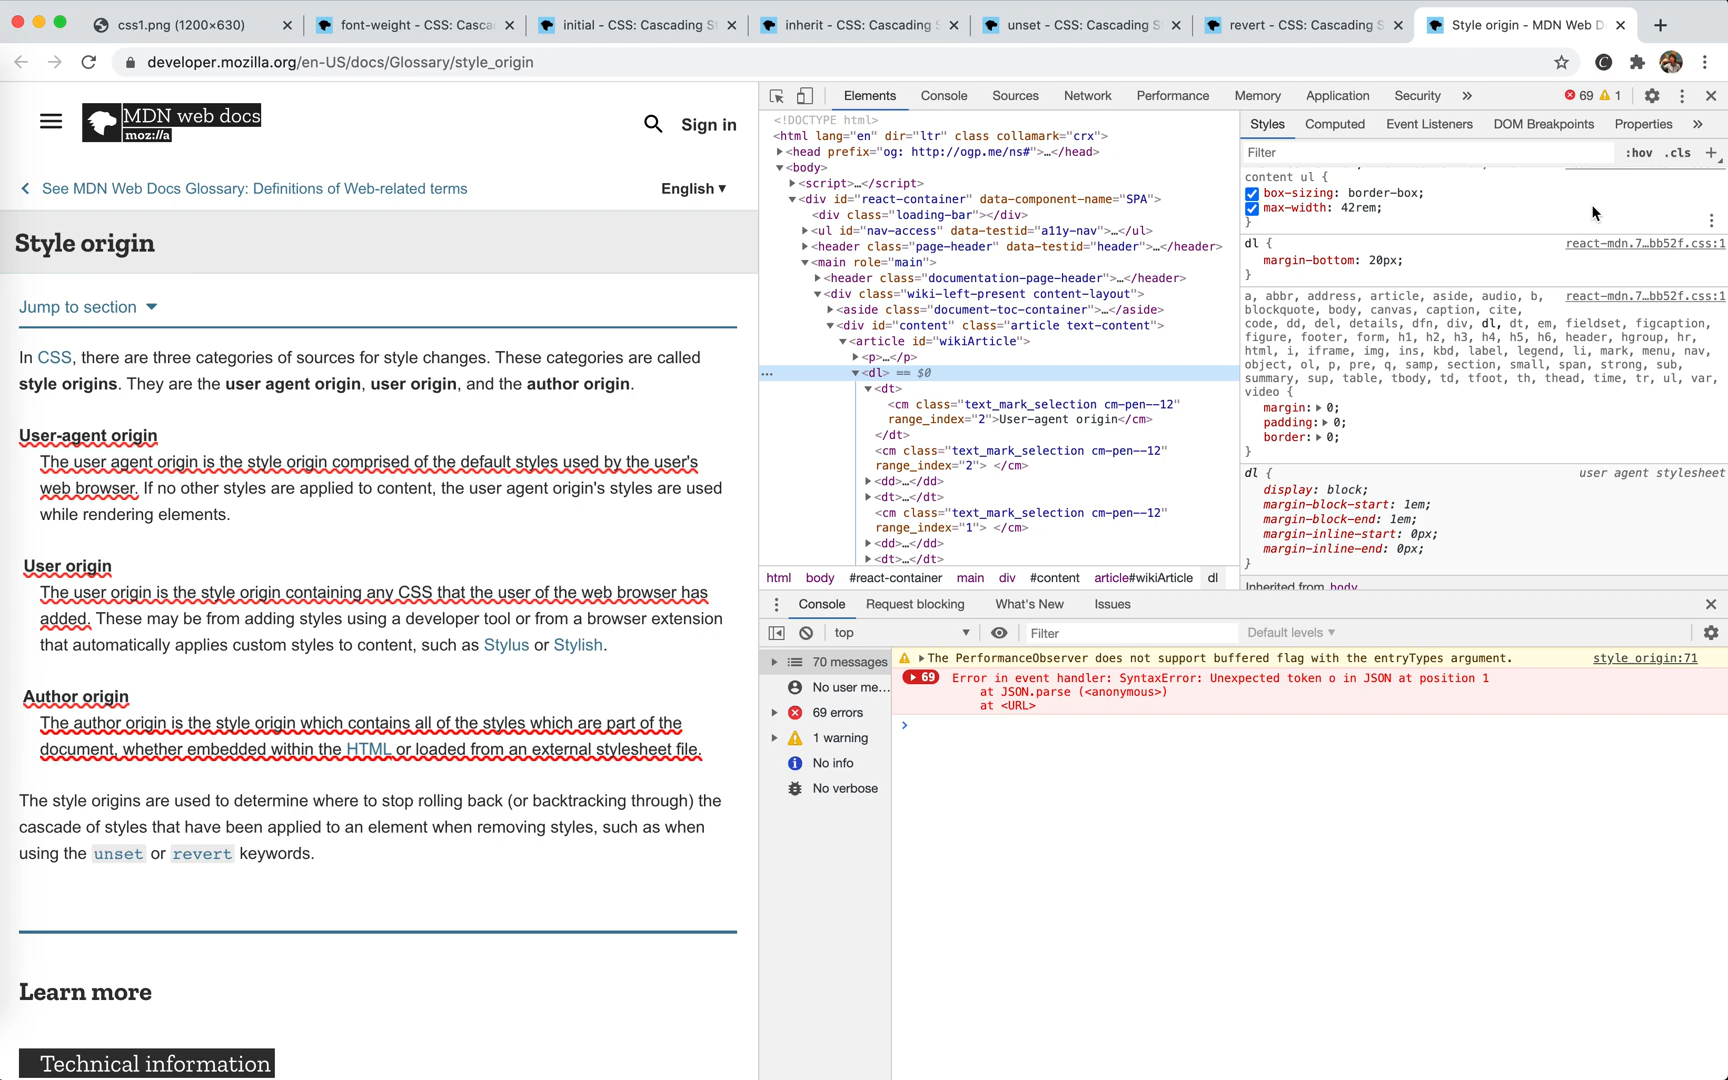 css1.png (1200×630)
font-weight - CSS: Casca
initial - CSS: Cascading St
inherit - CSS: Cascading S
unset - CSS: Cascading St
revert - CSS: Cascading S
Style origin - MDN Web D
developer.mozilla.org/en-US/docs/Glossary/style_origin
MDN web docs
moz://a
Sign in
See MDN Web Docs Glossary: Definitions of Web-related terms
English ▼
Style origin
Jump to section
In CSS, there are three categories of sources for style changes. These categories are called
style origins. They are the user agent origin, user origin, and the author origin.
User-agent origin
The user agent origin is the style origin comprised of the default styles used by the user's
web browser. If no other styles are applied to content, the user agent origin's styles are used
while rendering elements.
User origin
The user origin is the style origin containing any CSS that the user of the web browser has
added. These may be from adding styles using a developer tool or from a browser extension
that automatically applies custom styles to content, such as Stylus or Stylish.
Author origin
The author origin is the style origin which contains all of the styles which are part of the
document, whether embedded within the HTML or loaded from an external stylesheet file.
The style origins are used to determine where to stop rolling back (or backtracking through) the
cascade of styles that have been applied to an element when removing styles, such as when
using the unset or revert keywords.
Learn more
Technical information
Elements
Console
Sources
Network
Performance
Memory
Application
Security
»
69
1
<!DOCTYPE html>
<html lang="en" dir="ltr" class collamark="crx">
<head prefix="og: http://ogp.me/ns#">…</head>
<body>
<script>…</script>
<div id="react-container" data-component-name="SPA">
<div class="loading-bar"></div>
<ul id="nav-access" data-testid="a11y-nav">…</ul>
<header class="page-header" data-testid="header">…</header>
<main role="main">
<header class="documentation-page-header">…</header>
<div class="wiki-left-present content-layout">
<aside class="document-toc-container">…</aside>
<div id="content" class="article text-content">
<article id="wikiArticle">
<p>…</p>
… <dl> == $0
<dt>
<cm class="text_mark_selection cm-pen--12"
range_index="2">User-agent origin</cm>
</dt>
<cm class="text_mark_selection cm-pen--12"
range_index="2"> </cm>
<dd>…</dd>
<dt>…</dt>
<cm class="text_mark_selection cm-pen--12"
range_index="1"> </cm>
<dd>…</dd>
<dt>…</dt>
html body #react-container main div #content article#wikiArticle dl
Styles
Computed
Event Listeners
DOM Breakpoints
Properties
»
Filter
:hov .cls +
content ul {
box-sizing: border-box;
max-width: 42rem;
}
dl {
react-mdn.7…bb52f.css:1
margin-bottom: 20px;
}
a, abbr, address, article, aside, audio, b,
react-mdn.7…bb52f.css:1
blockquote, body, canvas, caption, cite,
code, dd, del, details, dfn, div, dl, dt, em, fieldset, figcaption,
figure, footer, form, h1, h2, h3, h4, h5, h6, header, hgroup, hr,
html, i, iframe, img, ins, kbd, label, legend, li, mark, menu, nav,
object, ol, p, pre, q, samp, section, small, span, strong, sub,
summary, sup, table, tbody, td, tfoot, th, thead, time, tr, ul, var,
video {
margin: 0;
padding: 0;
border: 0;
}
dl {
user agent stylesheet
display: block;
margin-block-start: 1em;
margin-block-end: 1em;
margin-inline-start: 0px;
margin-inline-end: 0px;
}
Inherited from body
Console
Request blocking
What's New
Issues
top
Filter
Default levels ▼
70 messages
No user me…
69 errors
1 warning
No info
No verbose
The PerformanceObserver does not support buffered flag with the entryTypes argument.
style_origin:71
69
Error in event handler: SyntaxError: Unexpected token o in JSON at position 1
at JSON.parse (<anonymous>)
at <URL>